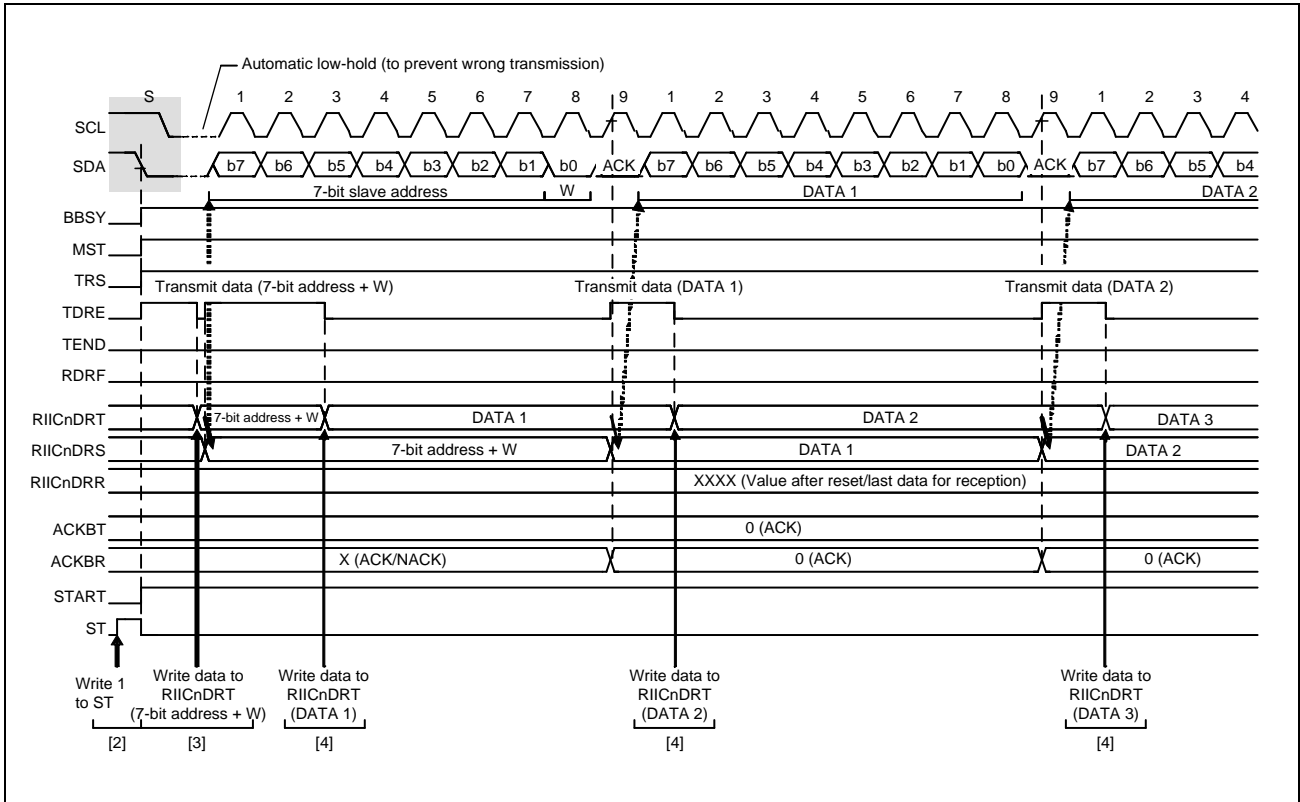 Automatic low-hold (to prevent wrong transmission)
S 1 2 3 4 5 6 7 8 9 1 2 3 4 5 6 7 8 9 1 2 3 4
SCL
SDA b7 b6 b5 b4 b3 b2 b1 b0 ACK b7 b6 b5 b4 b3 b2 b1 b0 ACK b7 b6 b5 b4
7-bit slave address W DATA 1 DATA 2
BBSY
MST
TRS
Transmit data (7-bit address + W) Transmit data (DATA 1) Transmit data (DATA 2)
TDRE
TEND
RDRF
RIICnDRT 7-bit address + W DATA 1 DATA 2 DATA 3
RIICnDRS 7-bit address + W DATA 1 DATA 2
RIICnDRR XXXX (Value after reset/last data for reception)
ACKBT 0 (ACK)
ACKBR X (ACK/NACK) 0 (ACK) 0 (ACK)
START
ST
Write 1
to ST
[2]
Write data to
RIICnDRT
(7-bit address + W)
[3]
Write data to
RIICnDRT
(DATA 1)
[4]
Write data to
RIICnDRT
(DATA 2)
[4]
Write data to
RIICnDRT
(DATA 3)
[4]